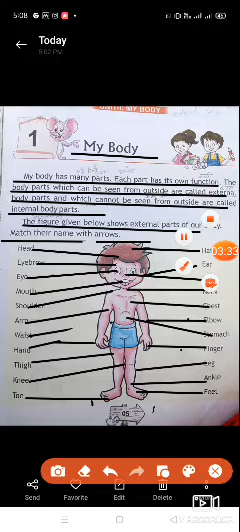 5:08
Today
5:02 PM
UNIT-I: MY BODY
1
My Body
My body has many parts. Each part has its own function. The
body parts which can be seen from outside are called external
body parts and which cannot be seen from outside are called
internal body parts.
The figure given below shows external parts of our
Match their name with arrows.
03:33
Head
Eyebrow
Ear
Eye
Mouth
Shoulder
Chest
Arm
Elbow
Waist
Stomach
Hand
Finger
Thigh
Leg
Knee
Ankle
Toe
Feet
05
Send
Favorite
Edit
Delete